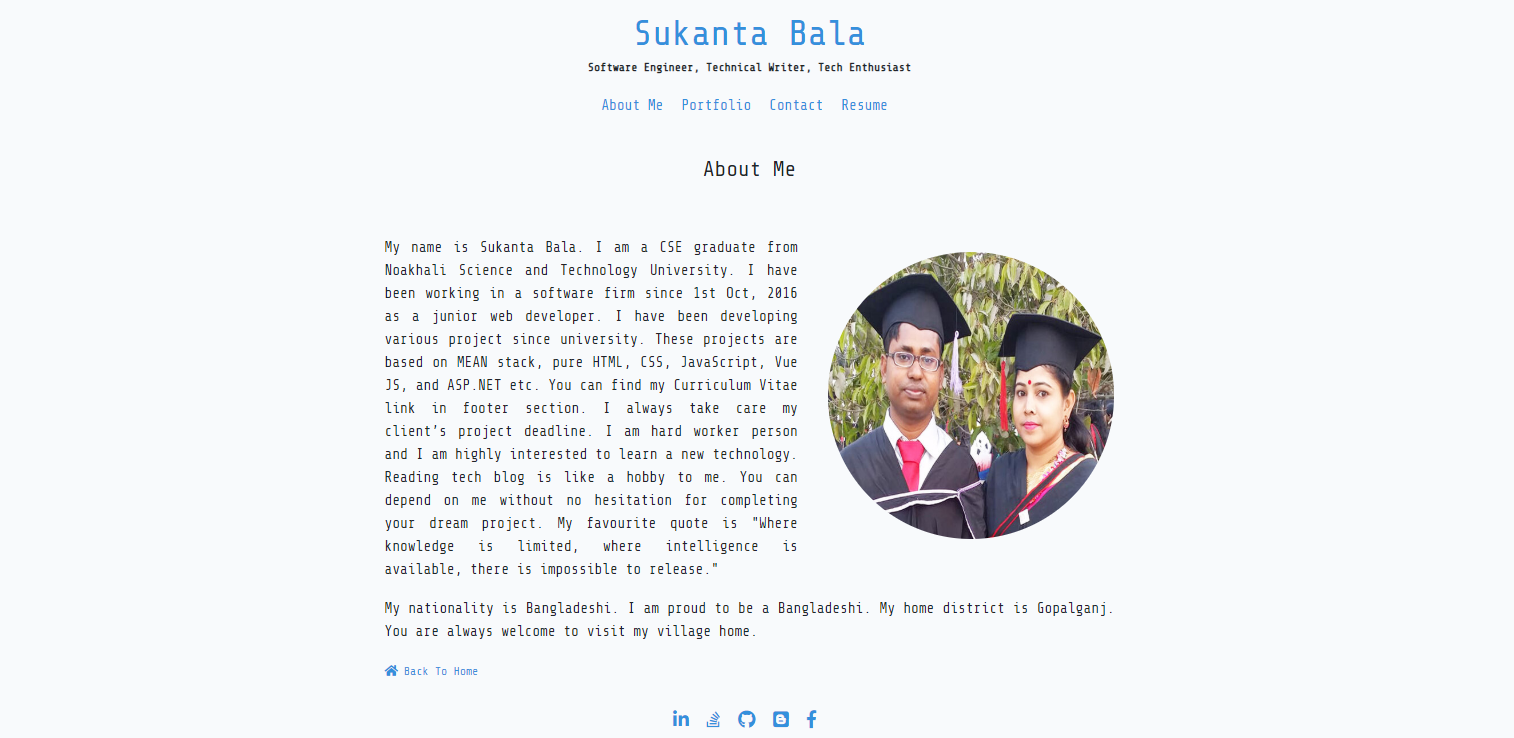 Sukanta Bala
Software Engineer, Technical Writer, Tech Enthusiast
About Me Portfolio Contact Resume
About Me
My name is Sukanta Bala. I am a CSE graduate from
Noakhali Science and Technology University. I have
been working in a software firm since 1st Oct, 2016
as a junior web developer. I have been developing
various project since university. These projects are
based on MEAN stack, pure HTML, CSS, JavaScript, Vue
JS, and ASP.NET etc. You can find my Curriculum Vitae
link in footer section. I always take care my
client’s project deadline. I am hard worker person
and I am highly interested to learn a new technology.
Reading tech blog is like a hobby to me. You can
depend on me without no hesitation for completing
your dream project. My favourite quote is "Where
knowledge is limited, where intelligence is
available, there is impossible to release."
My nationality is Bangladeshi. I am proud to be a Bangladeshi. My home district is Gopalganj.
You are always welcome to visit my village home.
Back To Home